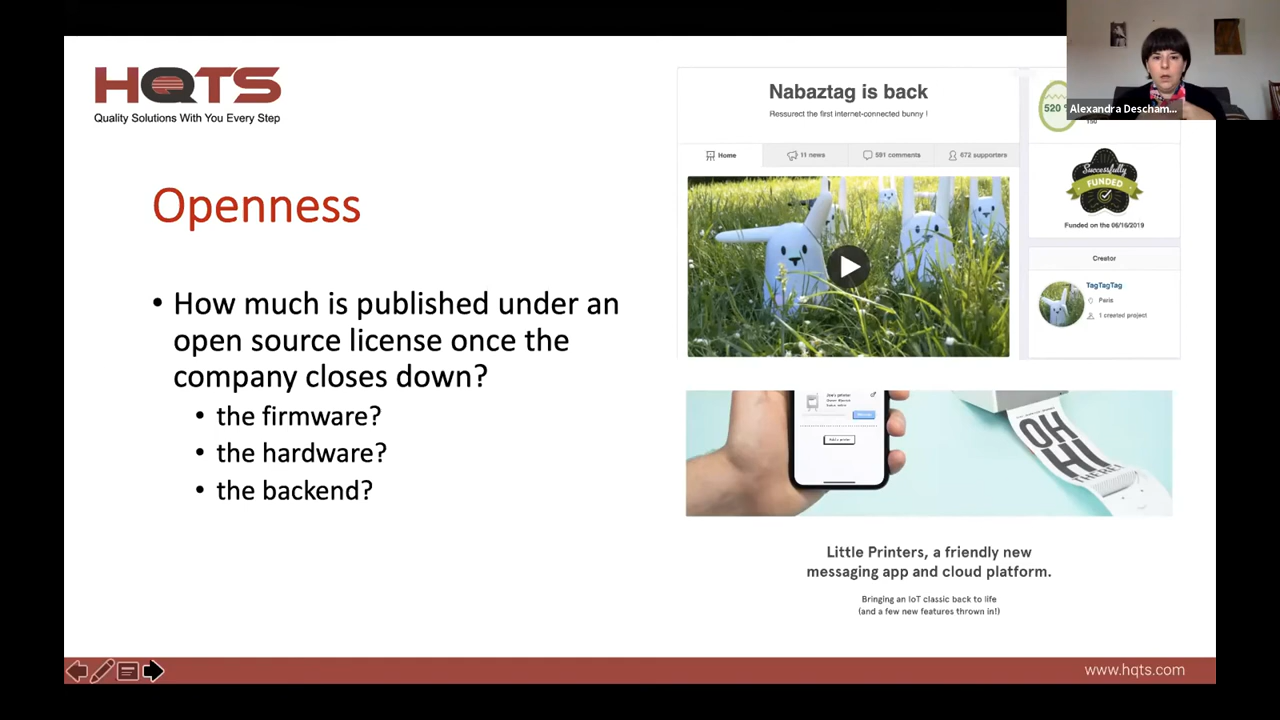 HQTS
Quality Solutions With You Every Step
Openness
• How much is published under an
open source license once the
company closes down?
• the firmware?
• the hardware?
• the backend?
Nabaztag is back
Ressurect the first internet-connected bunny !
Home
11 news
591 comments
672 supporters
520
Successfully
FUNDED
Funded on the 06/16/2019
Creator
TagTagTag
Paris
1 created project
OH
HI
THERE!
Little Printers, a friendly new
messaging app and cloud platform.
Bringing an IoT classic back to life
(and a few new features thrown in!)
www.hqts.com
Alexandra Descham...